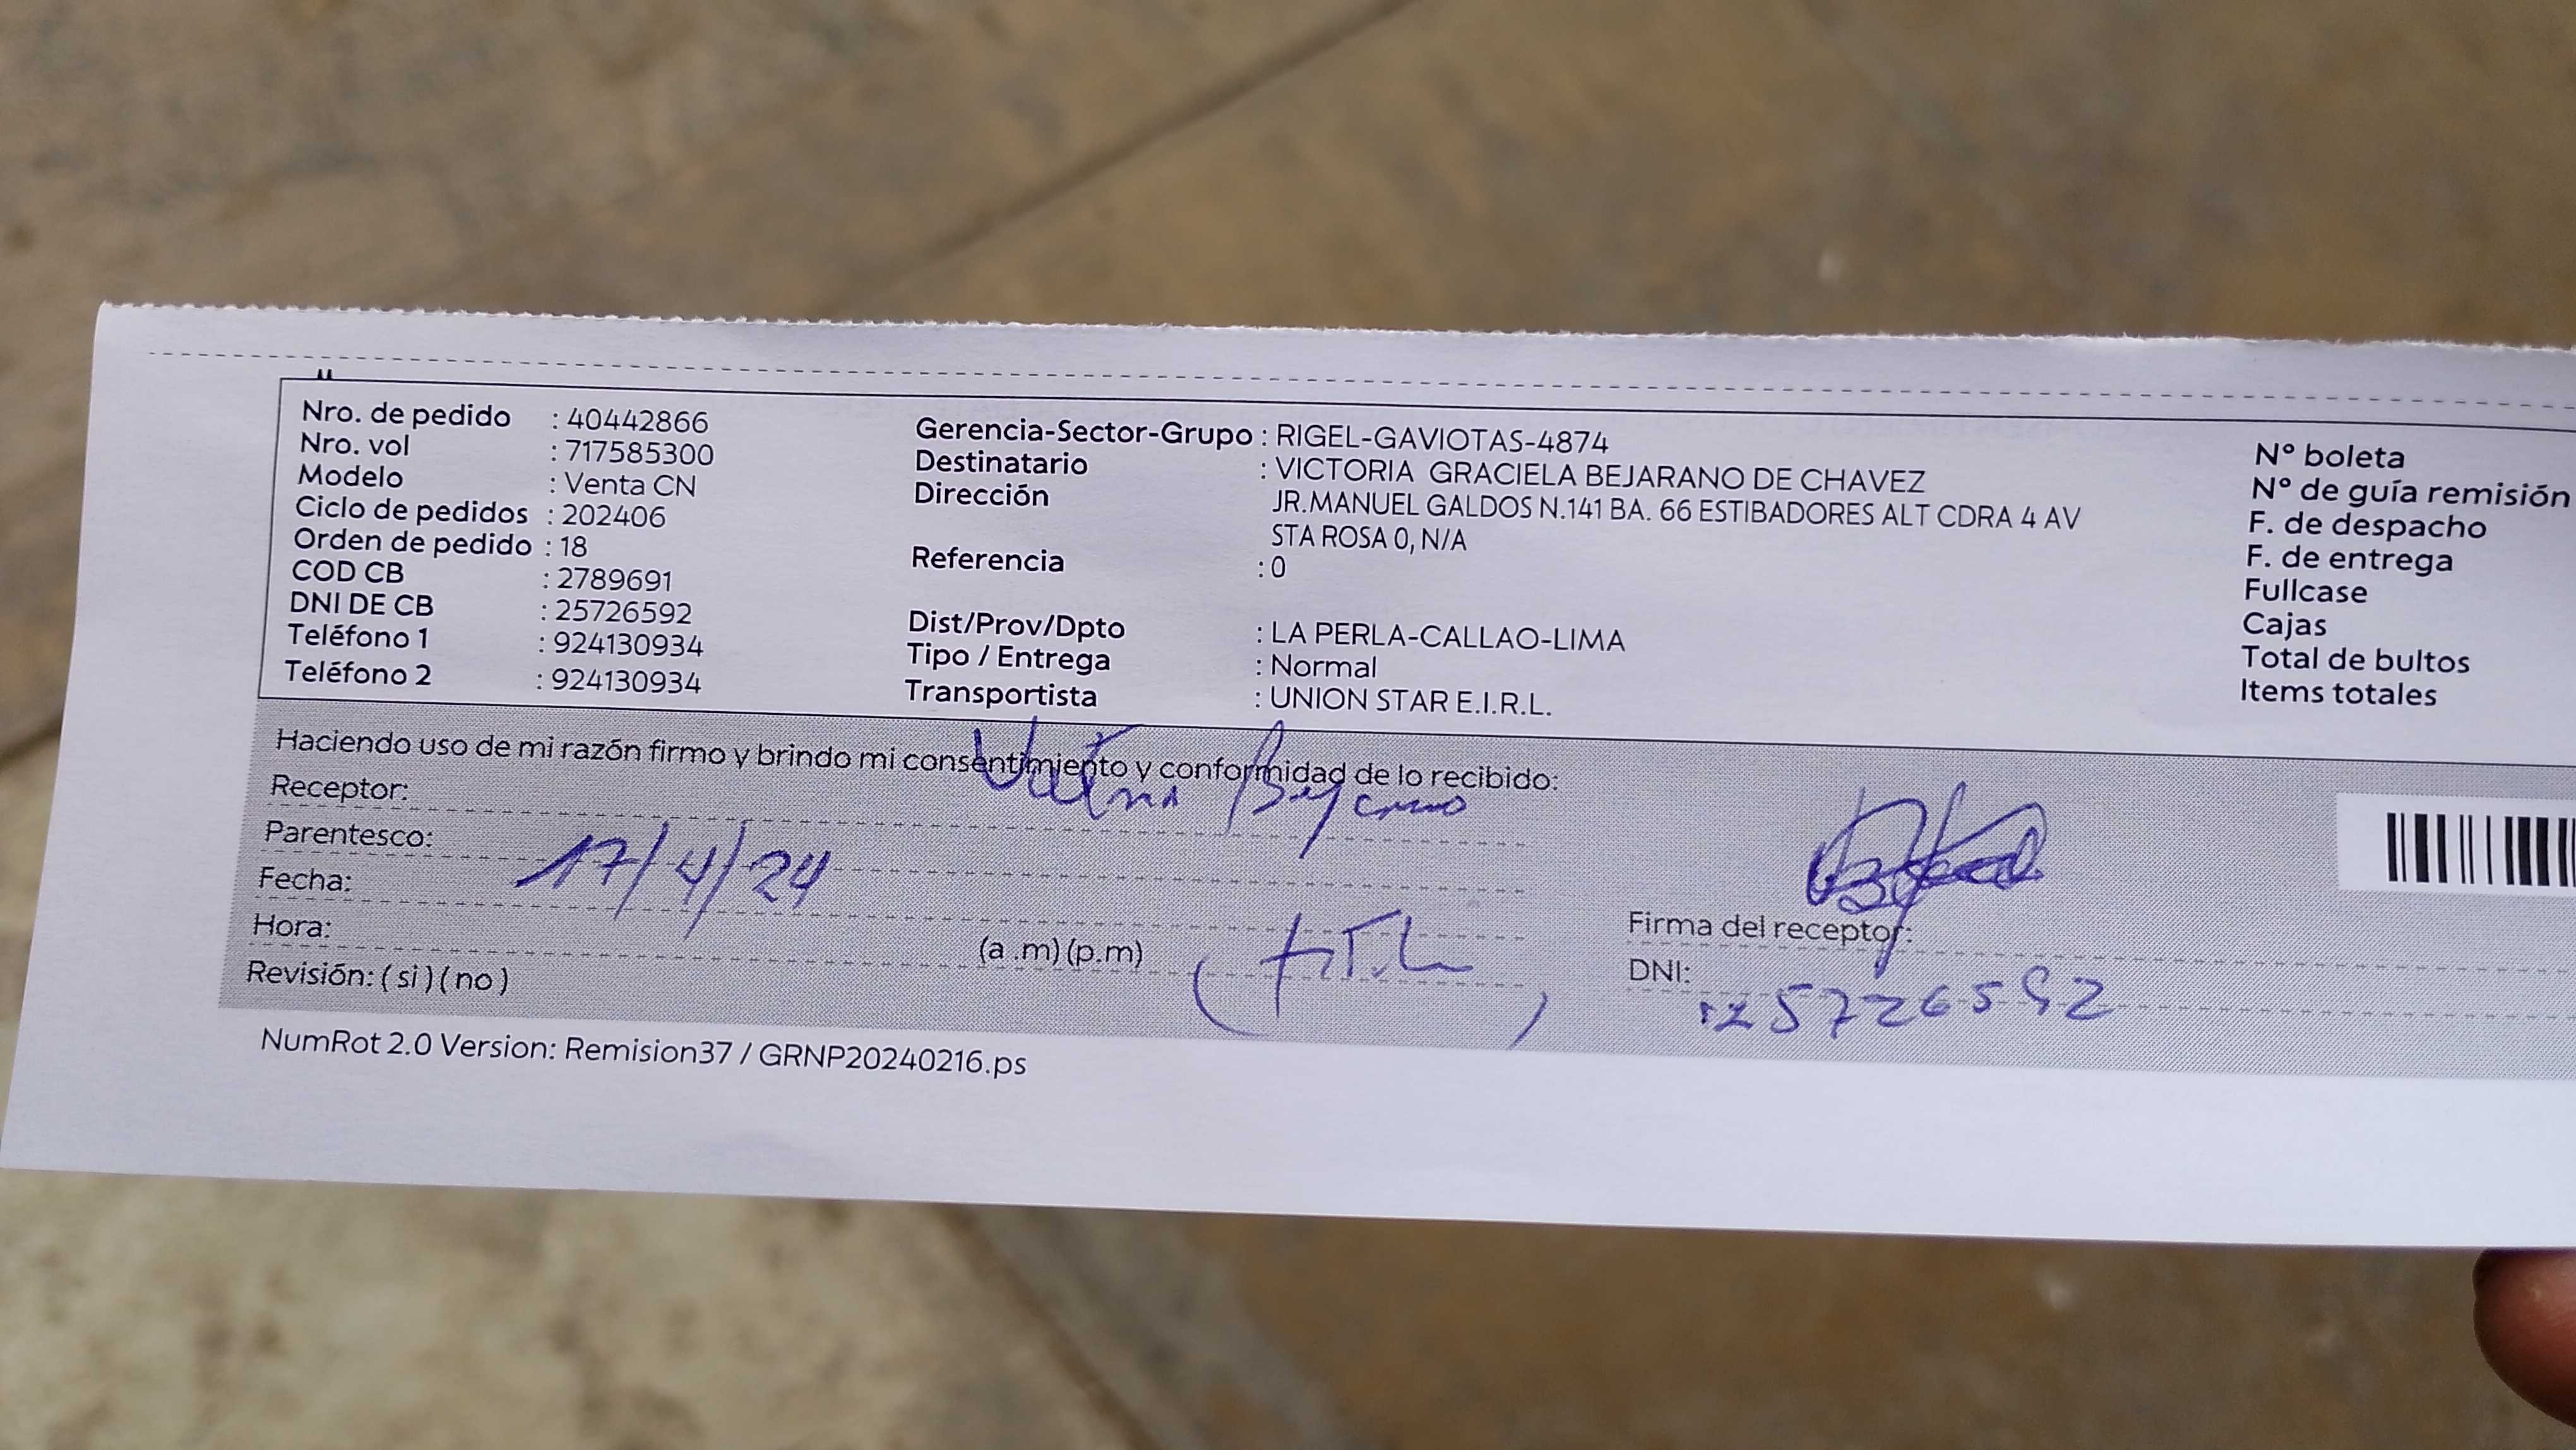 Nro. de pedido : 40442866
Nro. vol : 717585300
Modelo : Venta CN
Ciclo de pedidos : 202406
Orden de pedido : 18
COD CB : 2789691
DNI DE CB : 25726592
Teléfono 1 : 924130934
Teléfono 2 : 924130934
Gerencia-Sector-Grupo : RIGEL-GAVIOTAS-4874
Destinatario : VICTORIA GRACIELA BEJARANO DE CHAVEZ
Dirección JR.MANUEL GALDOS N.141 BA. 66 ESTIBADORES ALT CDRA 4 AV
STA ROSA 0, N/A
Referencia : 0
Dist/Prov/Dpto : LA PERLA-CALLAO-LIMA
Tipo / Entrega : Normal
Transportista : UNION STAR E.I.R.L.
N° boleta
N° de guía remisión
F. de despacho
F. de entrega
Fullcase
Cajas
Total de bultos
Items totales
Haciendo uso de mi razón firmo y brindo mi consentimiento y conformidad de lo recibido:
Receptor:
Parentesco:
Fecha: 17/4/24
Hora: (a .m) (p.m)
Revisión: ( si ) ( no )
Firma del receptor:
DNI: 25726592
NumRot 2.0 Version: Remision37 / GRNP20240216.ps